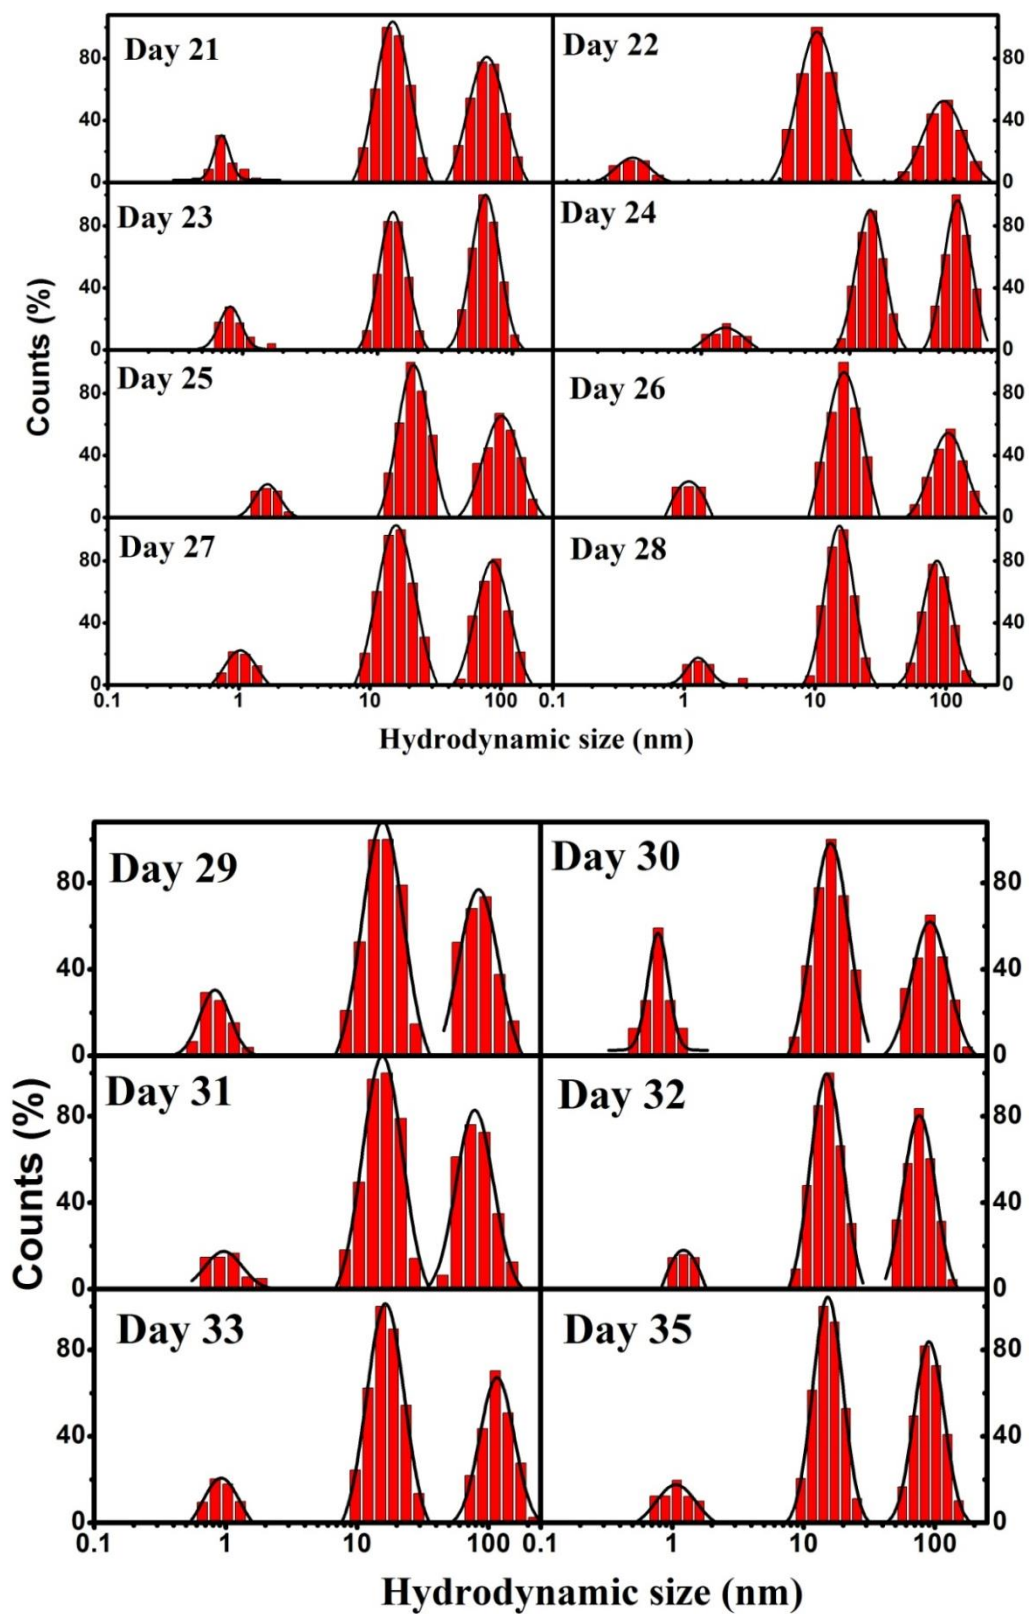 Day 21
Day 22
80
40
0
80
40
0
Day 23
Day 24
80
40
0
80
40
0
Day 25
Day 26
80
40
0
80
40
0
Day 27
Day 28
80
40
0
80
40
0
Counts (%)
0.1 1 10 100 0.1 1 10 100
Hydrodynamic size (nm)
Day 29
Day 30
80
40
0
80
40
0
Day 31
Day 32
80
40
0
80
40
0
Day 33
Day 35
80
40
0
80
40
0
Counts (%)
0.1 1 10 100 0.1 1 10 100
Hydrodynamic size (nm)